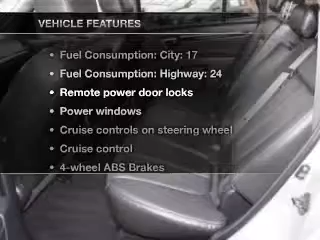 VEHICLE FEATURES
• Fuel Consumption: City: 17
• Fuel Consumption: Highway: 24
• Remote power door locks
• Power windows
• Cruise controls on steering wheel
• Cruise control
• 4-wheel ABS Brakes